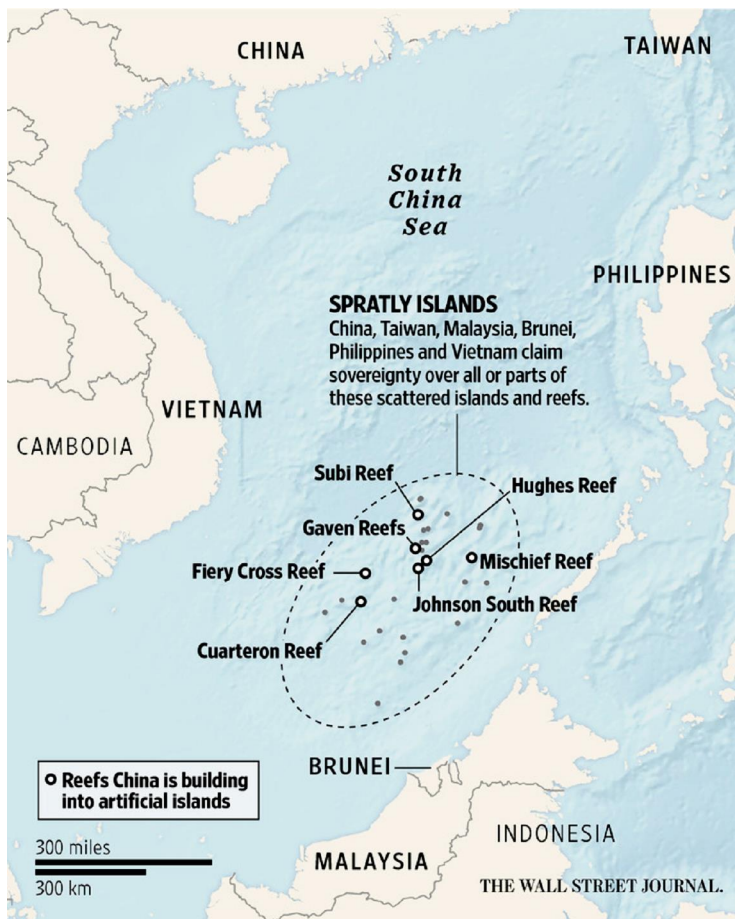 CHINA
TAIWAN
South
China
Sea
PHILIPPINES
SPRATLY ISLANDS
China, Taiwan, Malaysia, Brunei,
Philippines and Vietnam claim
sovereignty over all or parts of
these scattered islands and reefs.
VIETNAM
CAMBODIA
Subi Reef
Hughes Reef
Gaven Reefs
Mischief Reef
Fiery Cross Reef
Johnson South Reef
Cuarteron Reef
BRUNEI
Reefs China is building
into artificial islands
INDONESIA
300 miles
300 km
MALAYSIA
THE WALL STREET JOURNAL.